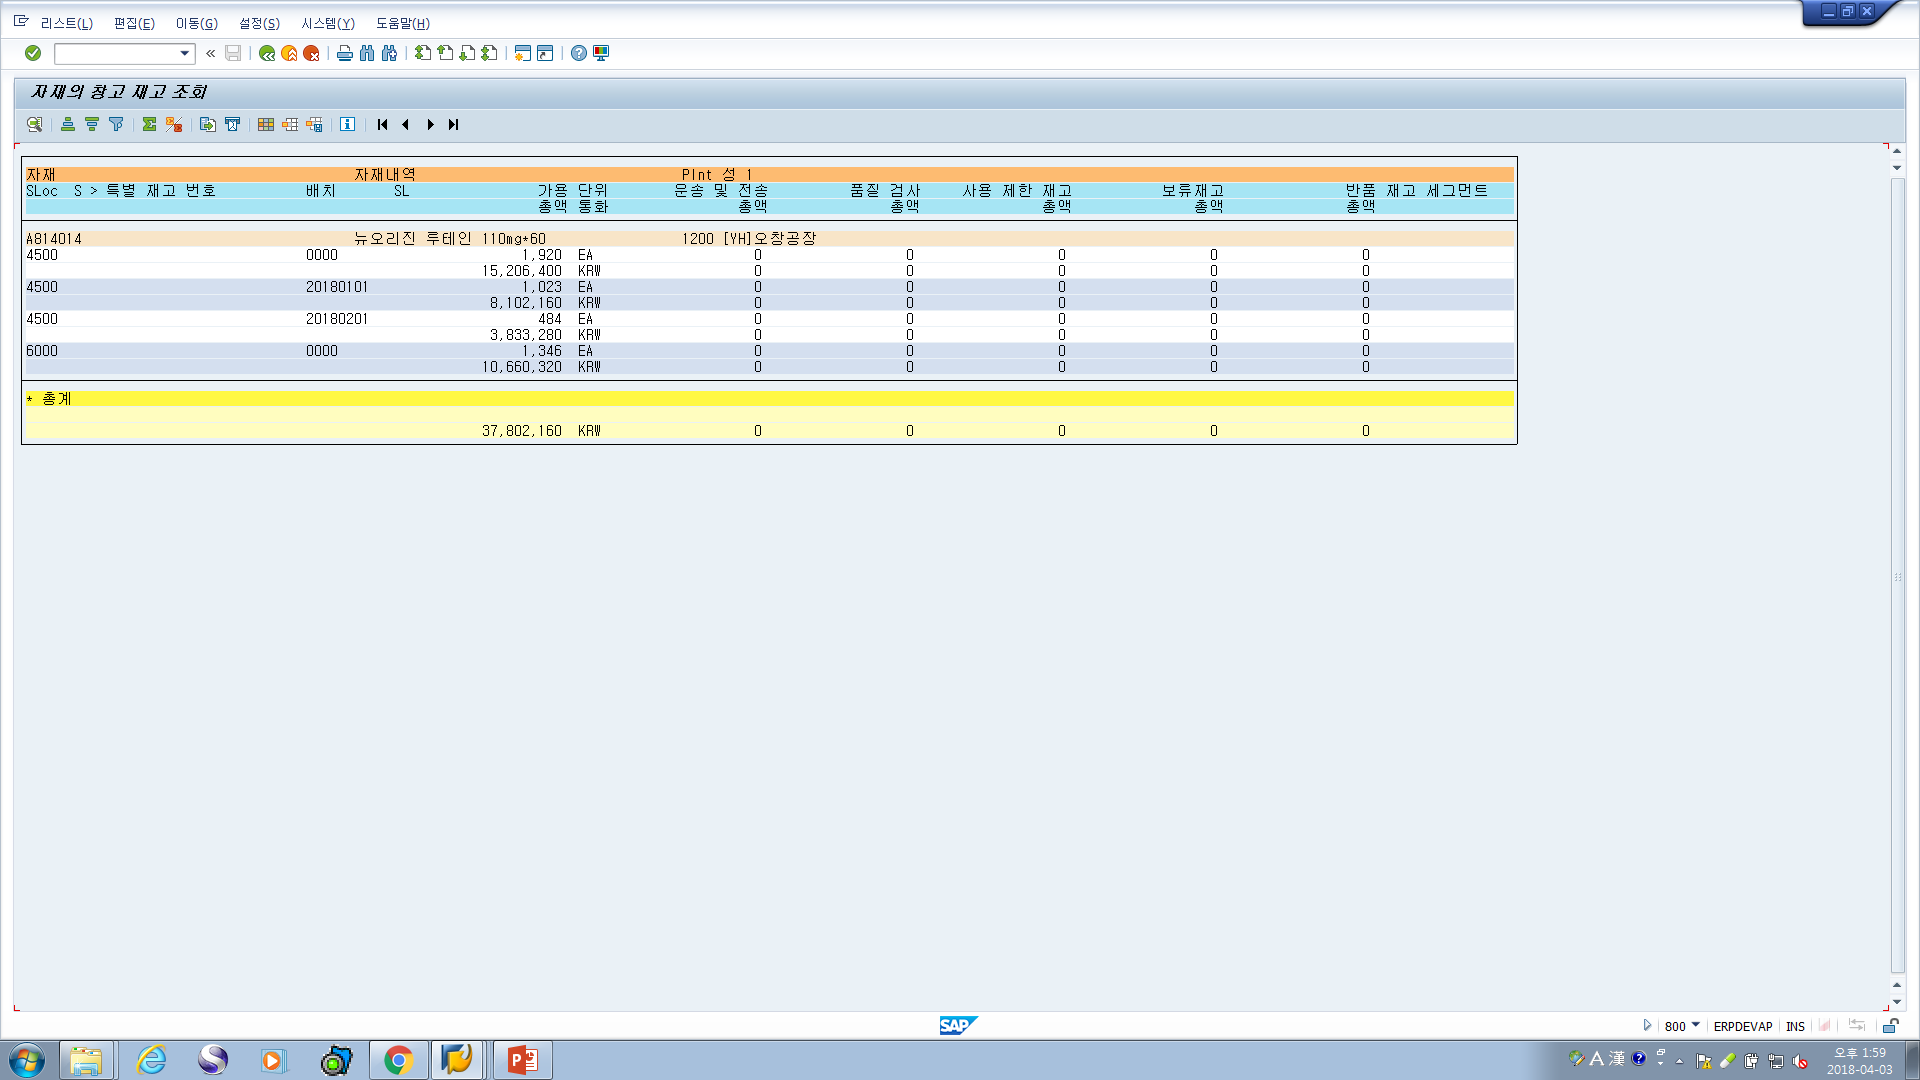 리스트(L) 편집(E) 이동(G) 설정(S) 시스템(Y) 도움말(H)
자재의 창고 재고 조회
자재 자재내역 Plnt 성 1
SLoc S > 특별 재고 번호 배치 SL 가용 단위 운송 및 전송 품질 검사 사용 제한 재고 보류재고 반품 재고 세그먼트
총액 통화 총액 총액 총액 총액 총액
A814014 뉴오리진 루테인 110mg*60 1200 [YH]오창공장
4500 0000 1,920 EA 0 0 0 0 0
15,206,400 KRW 0 0 0 0 0
4500 20180101 1,023 EA 0 0 0 0 0
8,102,160 KRW 0 0 0 0 0
4500 20180201 484 EA 0 0 0 0 0
3,833,280 KRW 0 0 0 0 0
6000 0000 1,346 EA 0 0 0 0 0
10,660,320 KRW 0 0 0 0 0
* 총계
37,802,160 KRW 0 0 0 0 0
SAP
800 ERPDEVAP INS
A 漢
오후 1:59
2018-04-03